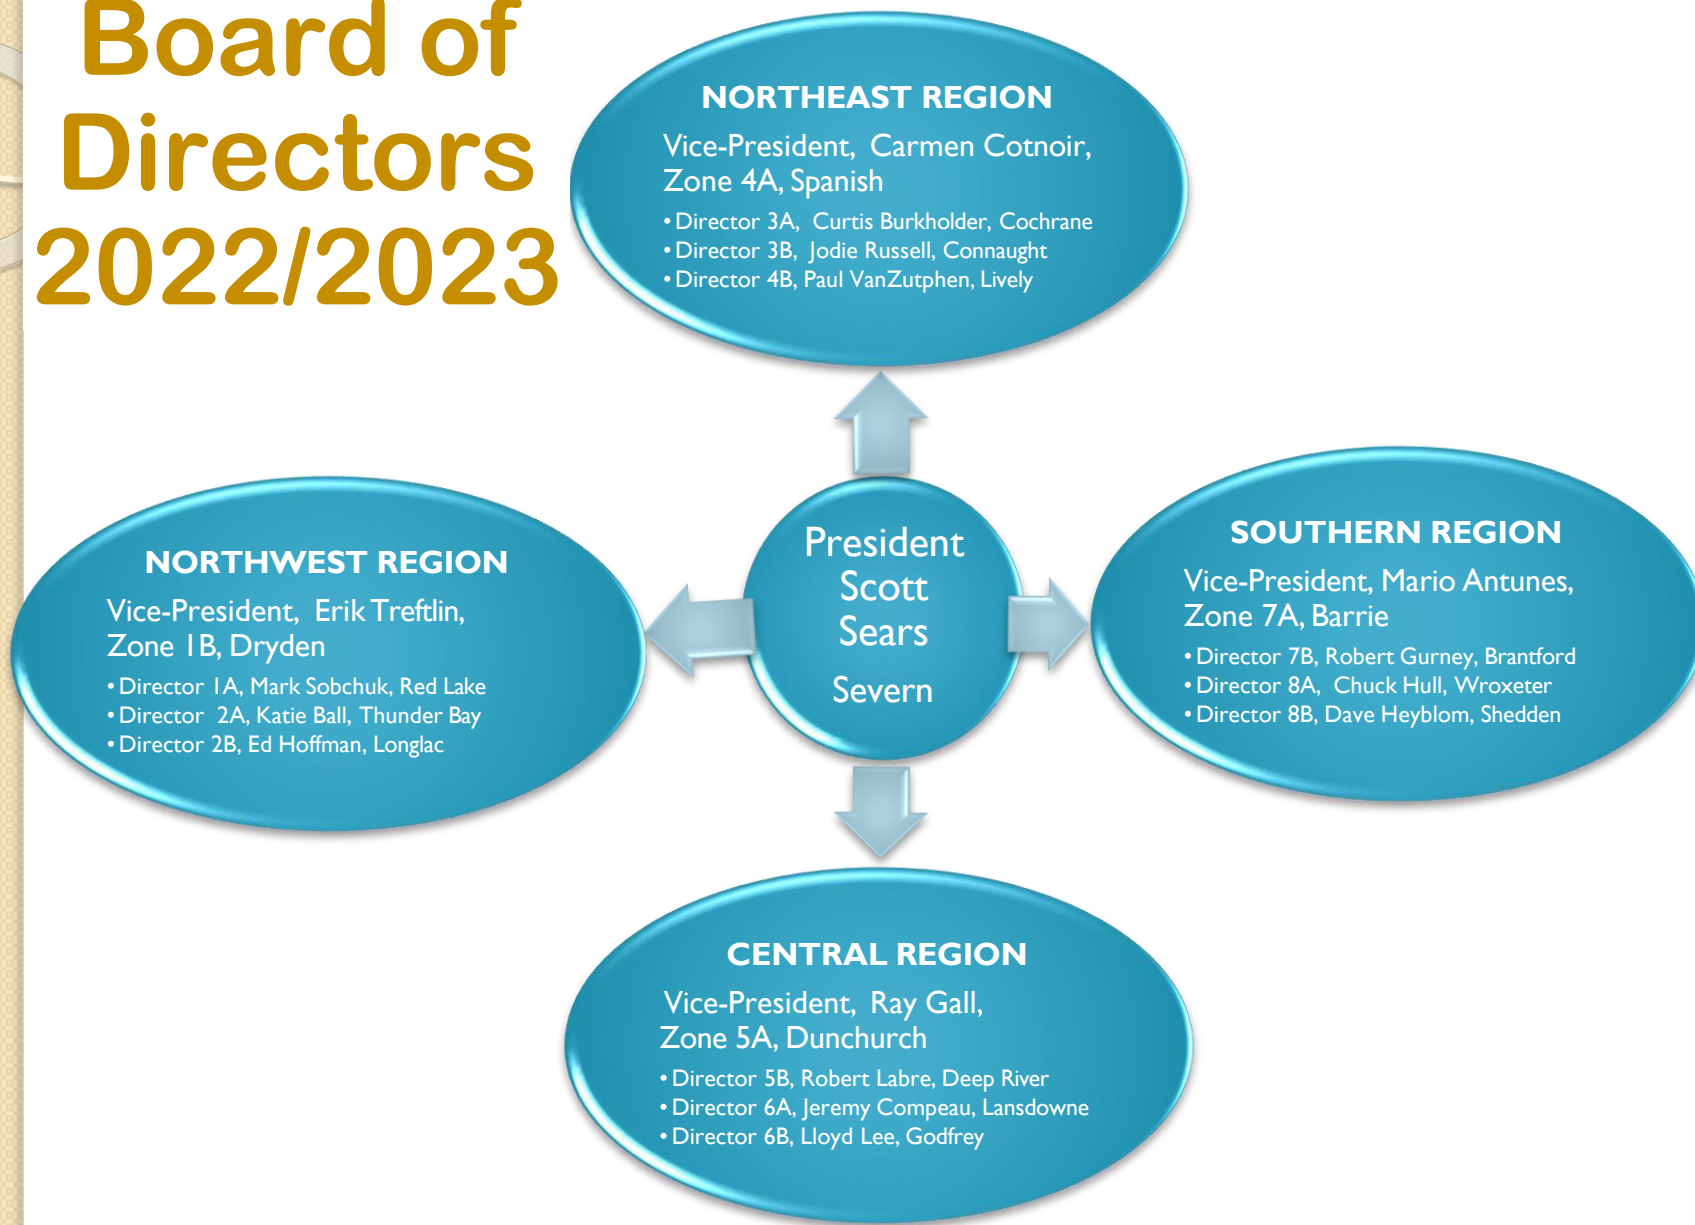 Board of
Directors
2022/2023
NORTHEAST REGION
Vice-President, Carmen Cotnoir,
Zone 4A, Spanish
• Director 3A, Curtis Burkholder, Cochrane
• Director 3B, Jodie Russell, Connaught
• Director 4B, Paul VanZutphen, Lively
NORTHWEST REGION
Vice-President, Erik Treftlin,
Zone 1B, Dryden
• Director 1A, Mark Sobchuk, Red Lake
• Director 2A, Katie Ball, Thunder Bay
• Director 2B, Ed Hoffman, Longlac
President
Scott
Sears
Severn
SOUTHERN REGION
Vice-President, Mario Antunes,
Zone 7A, Barrie
• Director 7B, Robert Gurney, Brantford
• Director 8A, Chuck Hull, Wroxeter
• Director 8B, Dave Heyblom, Shedden
CENTRAL REGION
Vice-President, Ray Gall,
Zone 5A, Dunchurch
• Director 5B, Robert Labre, Deep River
• Director 6A, Jeremy Compeau, Lansdowne
• Director 6B, Lloyd Lee, Godfrey